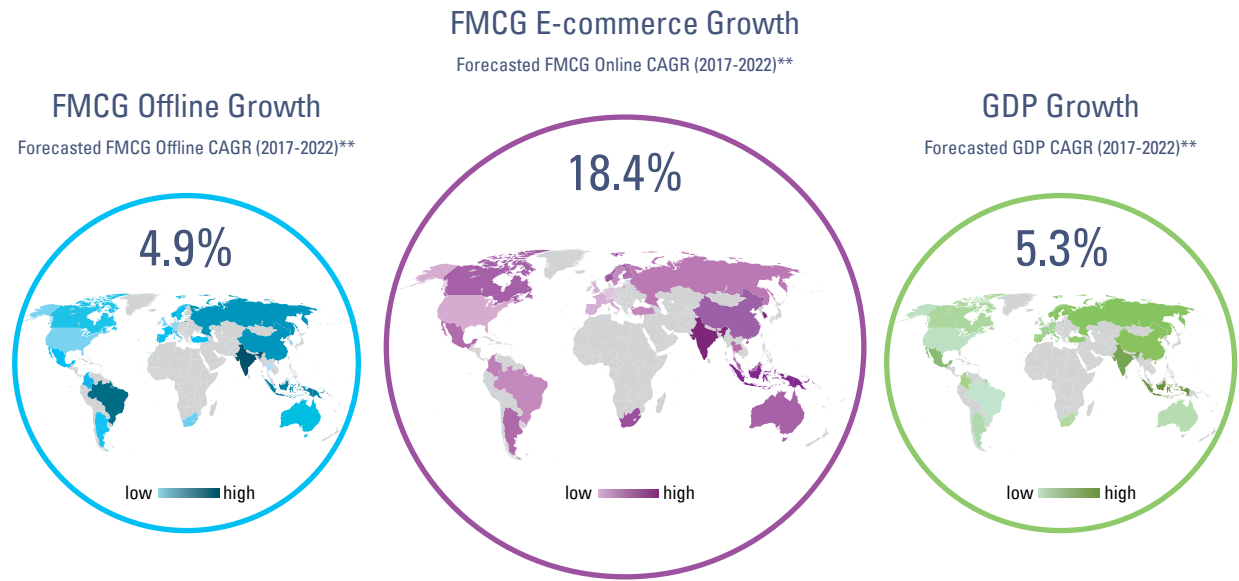 FMCG E-commerce Growth
Forecasted FMCG Online CAGR (2017-2022)**
18.4%
low high
FMCG Offline Growth
Forecasted FMCG Offline CAGR (2017-2022)**
4.9%
low high
GDP Growth
Forecasted GDP CAGR (2017-2022)**
5.3%
low high